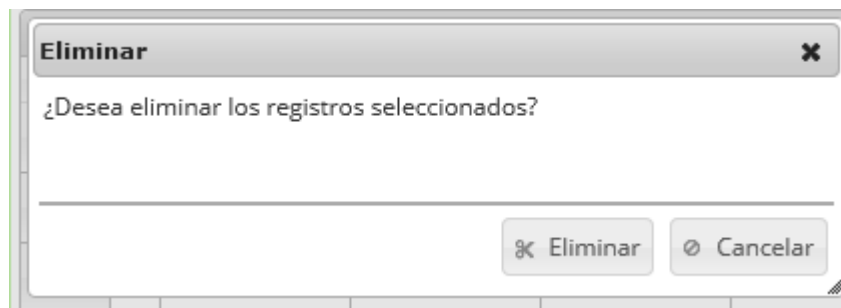 Eliminar
¿Desea eliminar los registros seleccionados?
Eliminar Cancelar